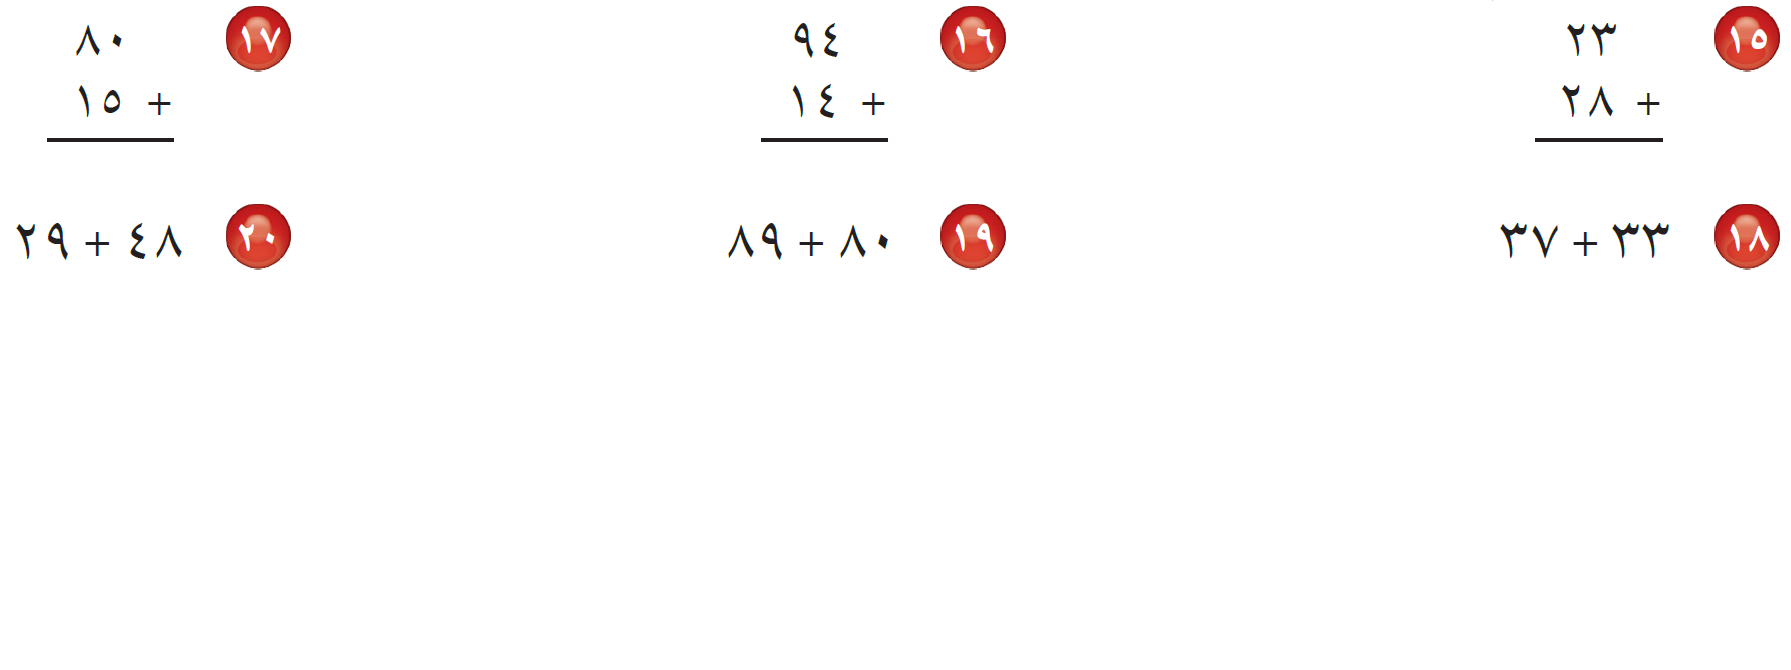 ١٥ ٢٣ ١٦ ٩٤ ١٧ ٨٠
+ ٢٨ + ١٤ + ١٥
١٨ ٣٣ + ٣٧ ١٩ ٨٠ + ٨٩ ٢٠ ٤٨ + ٢٩